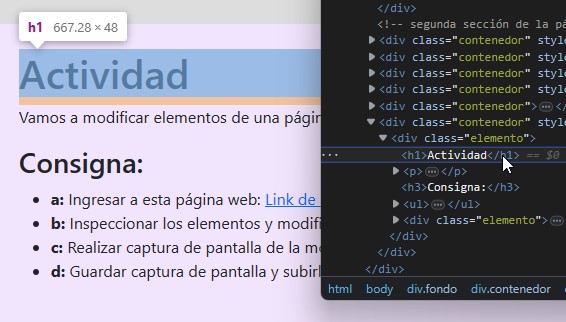 h1 667.28 × 48
Actividad
Vamos a modificar elementos de una págin
Consigna:
a: Ingresar a esta página web: Link de
b: Inspeccionar los elementos y modifi
c: Realizar captura de pantalla de la mo
d: Guardar captura de pantalla y subirl
</div>
<!-- segunda sección de la pá
<div class="contenedor" style
<div class="contenedor" style
<div class="contenedor" style
<div class="contenedor" style
<div class="contenedor">…</di
<div class="contenedor" style
<div class="elemento">
<h1>Actividad</h1> == $0
<p>…</p>
<h3>Consigna:</h3>
<ul>…</ul>
<div class="elemento">…
</div>
</div>
</div>
html body div.fondo div.contenedor div.elemento